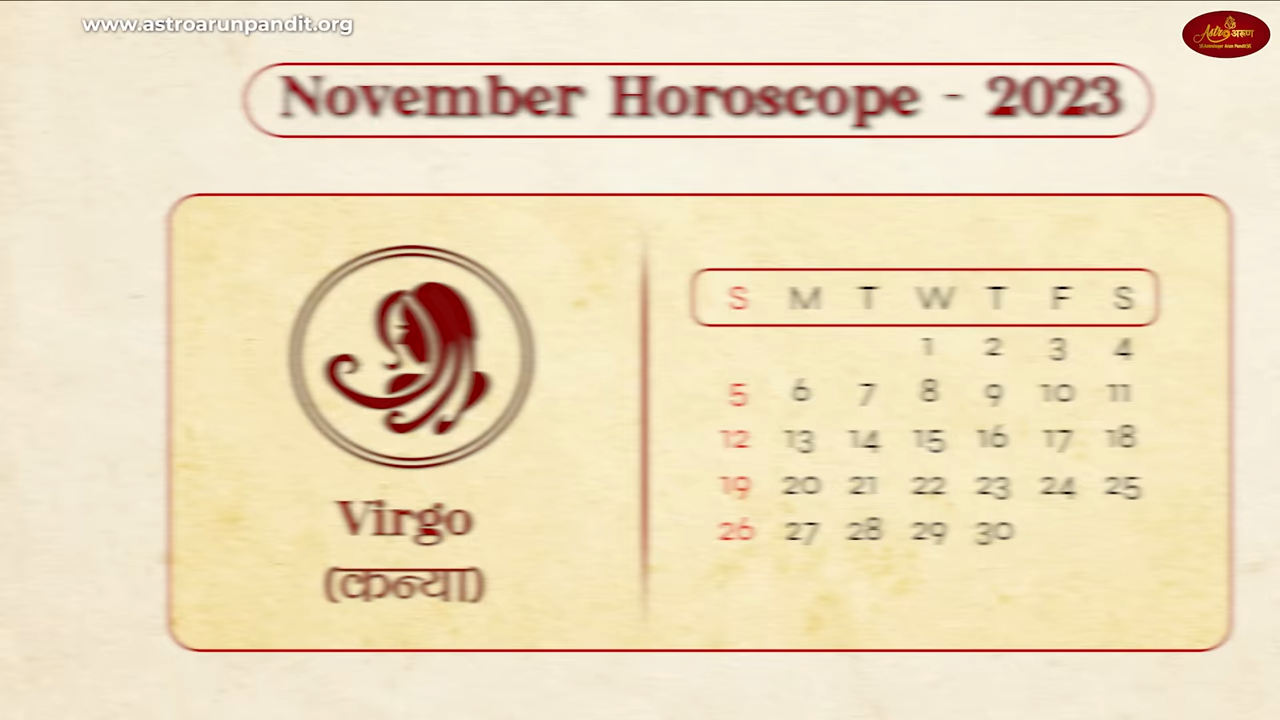 www.astroarunpandit.org
Astro अरुण
November Horoscope - 2023
S M T W T F S
1 2 3 4
5 6 7 8 9 10 11
12 13 14 15 16 17 18
19 20 21 22 23 24 25
26 27 28 29 30
Virgo
(कन्या)